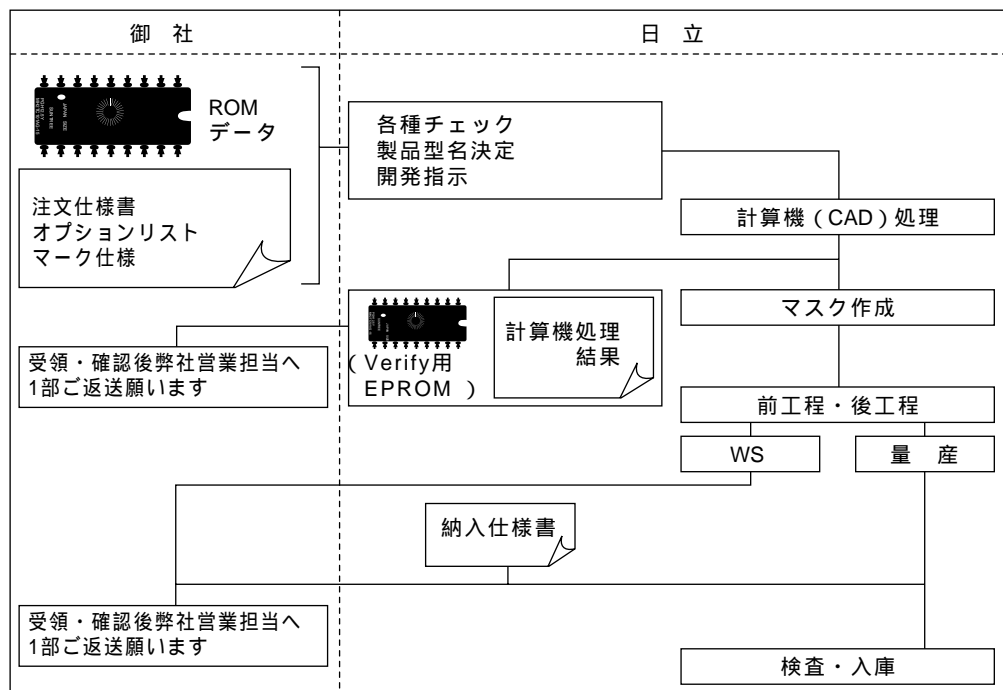 御 社
日 立
ROM
データ
注文仕様書
オプションリスト
マーク仕様
各種チェック
製品型名決定
開発指示
計算機(CAD)処理
マスク作成
(Verify用
EPROM )
計算機処理
結果
受領・確認後弊社営業担当へ
1部ご返送願います
前工程・後工程
WS
量 産
納入仕様書
受領・確認後弊社営業担当へ
1部ご返送願います
検査・入庫